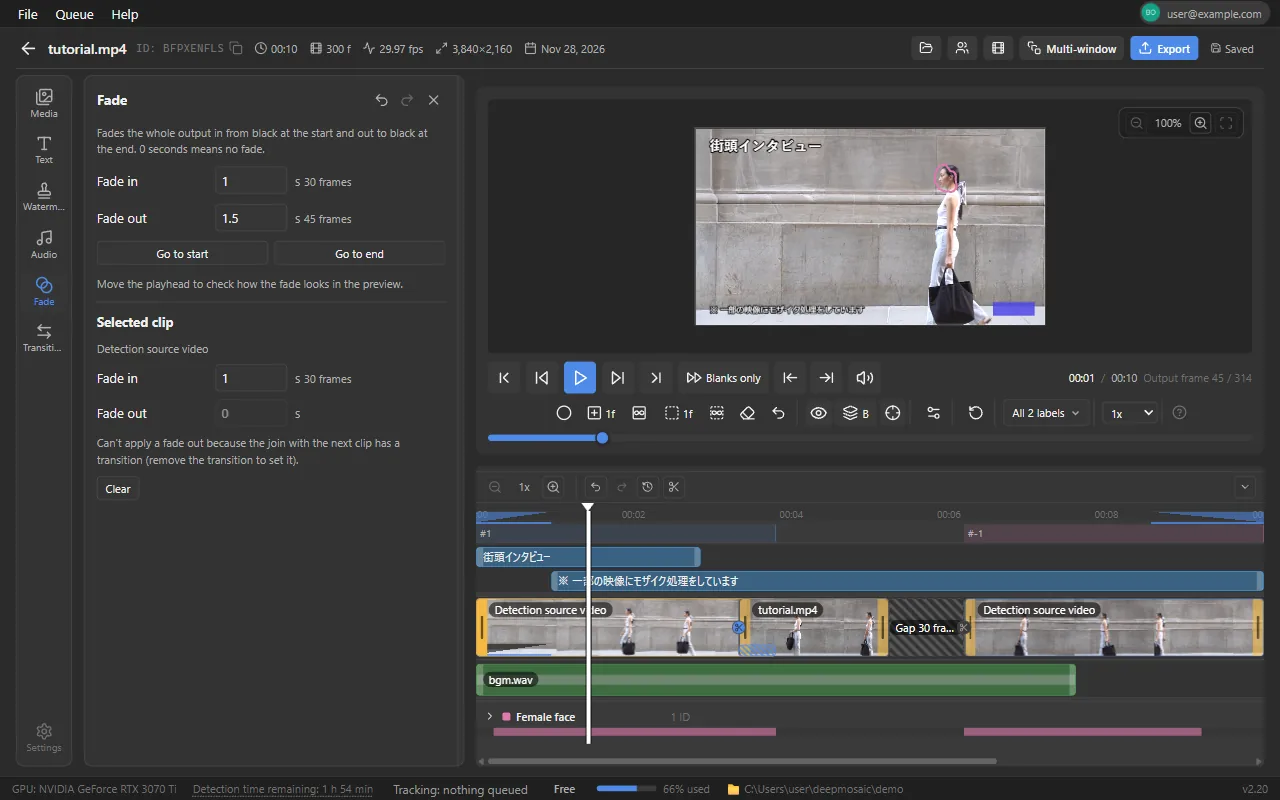 File Queue Help
BO user@example.com
tutorial.mp4 ID: BFPXENFLS 00:10 300 f 29.97 fps 3,840×2,160 Nov 28, 2026
Multi-window Export Saved
Media
Text
Waterm...
Audio
Fade
Transiti...
Settings
Fade
Fades the whole output in from black at the start and out to black at
the end. 0 seconds means no fade.
Fade in 1 s 30 frames
Fade out 1.5 s 45 frames
Go to start Go to end
Move the playhead to check how the fade looks in the preview.
Selected clip
Detection source video
Fade in 1 s 30 frames
Fade out 0 s
Can't apply a fade out because the join with the next clip has a
transition (remove the transition to set it).
Clear
100%
街頭インタビュー
※ 一部の映像にモザイク処理をしています
Blanks only 00:01 / 00:10 Output frame 45 / 314
1f 1f B All 2 labels 1x
1x
00 00:02 00:04 00:06 00:08 00
#1 #-1
街頭インタビュー
※ 一部の映像にモザイク処理をしています
Detection source video tutorial.mp4 Gap 30 fra... Detection source video
bgm.wav
Female face 1 ID
GPU: NVIDIA GeForce RTX 3070 Ti Detection time remaining: 1 h 54 min Tracking: nothing queued Free 66% used C:\Users\user\deepmosaic\demo v2.20